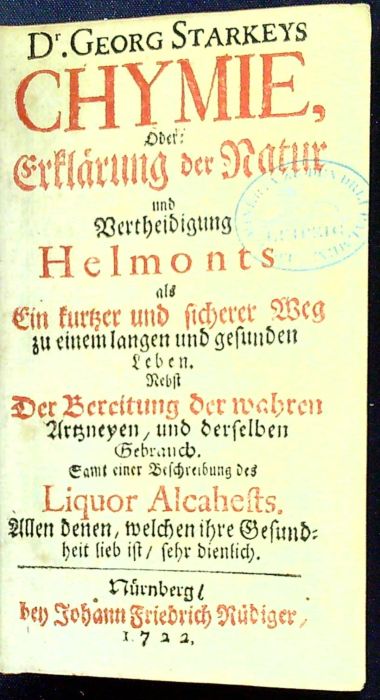 Dr. GEORG STARKEYS
CHYMIE,
Oder:
Erklärung der Natur
und
Vertheidigung
Helmonts
als
Ein kurtzer und sicherer Weg
zu einem langen und gesunden
Leben.
Nebst
Der Bereitung der wahren
Artzneyen, und derselben
Gebrauch.
Samt einer Beschreibung des
Liquor Alcahests.
Allen denen, welchen ihre Gesund=
heit lieb ist/ sehr dienlich.
Nürnberg/
bey Johann Friedrich Rüdiger,
1722,